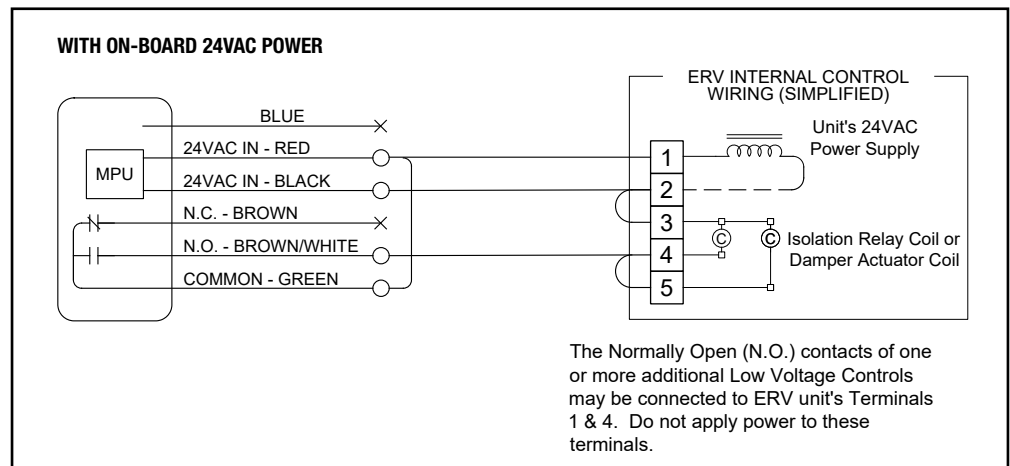 WITH ON-BOARD 24VAC POWER
ERV INTERNAL CONTROL
WIRING (SIMPLIFIED)
BLUE
24VAC IN - RED
MPU
24VAC IN - BLACK
N.C. - BROWN
N.O. - BROWN/WHITE
COMMON - GREEN
1
2
3
4
5
Unit's 24VAC
Power Supply
C
C
Isolation Relay Coil or
Damper Actuator Coil
The Normally Open (N.O.) contacts of one
or more additional Low Voltage Controls
may be connected to ERV unit's Terminals
1 & 4. Do not apply power to these
terminals.